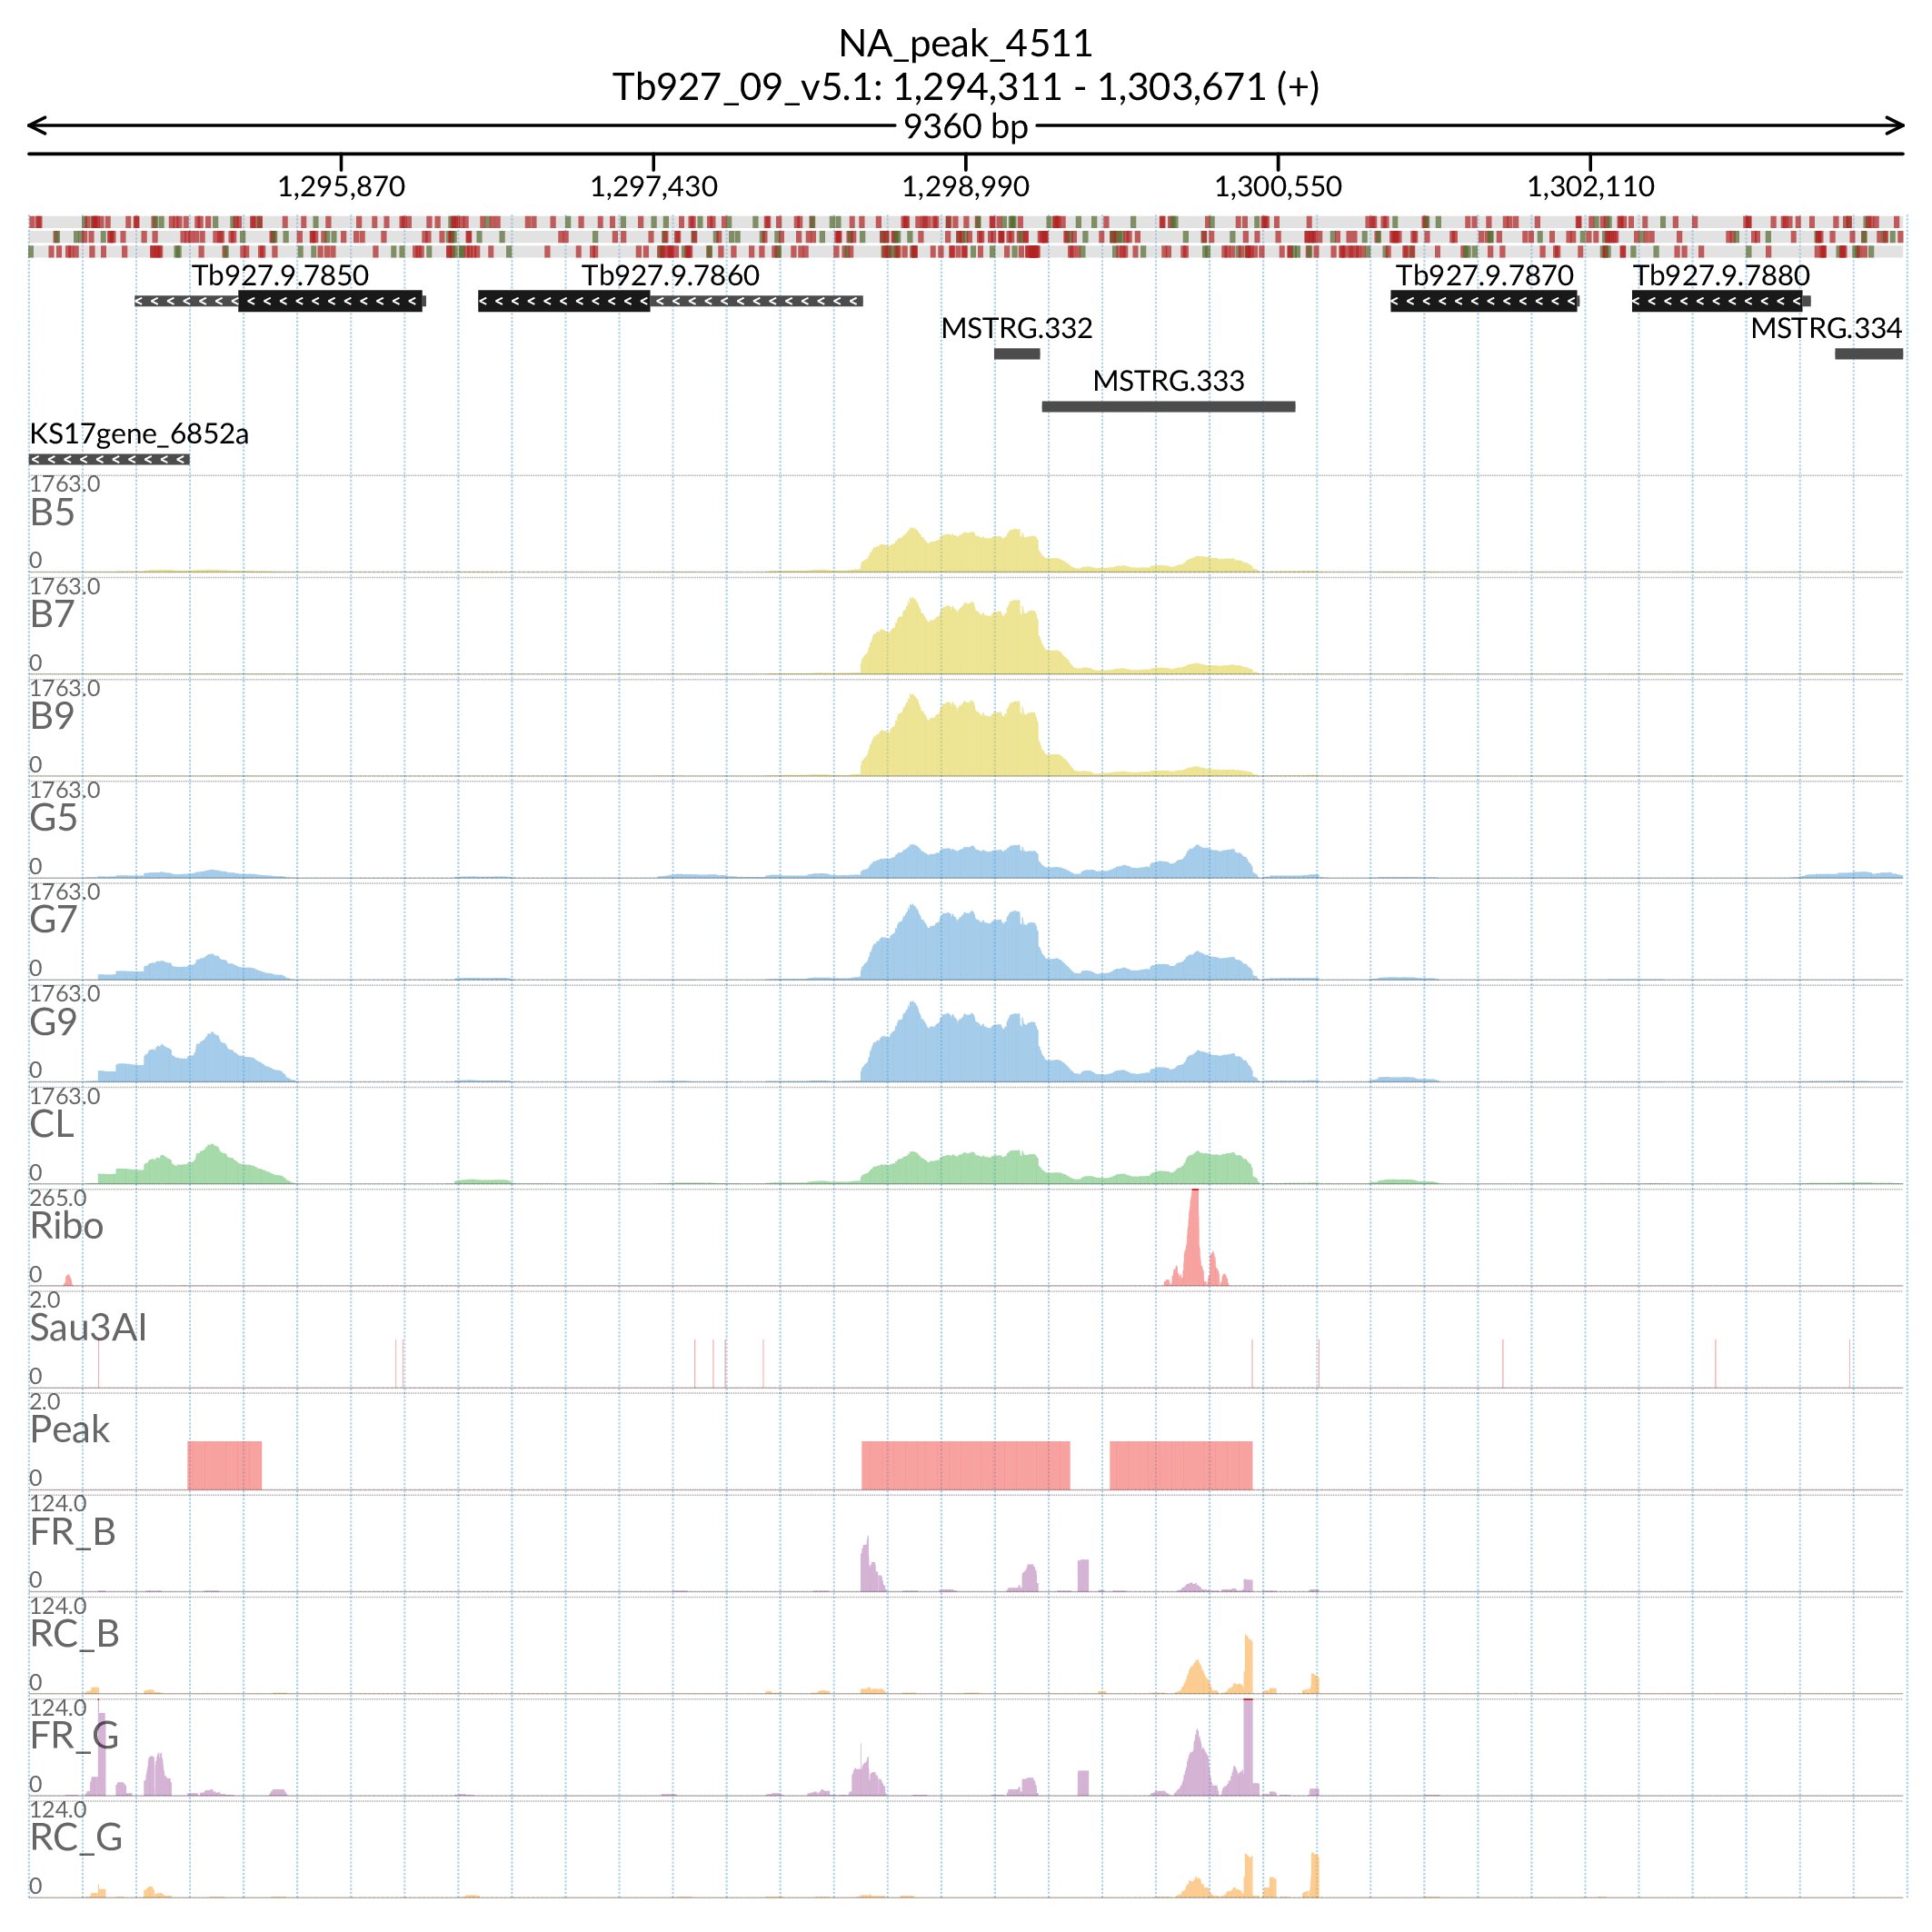 NA_peak_4511
Tb927_09_v5.1: 1,294,311 - 1,303,671 (+)
9360 bp
1,295,870 1,297,430 1,298,990 1,300,550 1,302,110
Tb927.9.7850 Tb927.9.7860 Tb927.9.7870 Tb927.9.7880
MSTRG.332 MSTRG.334
MSTRG.333
KS17gene_6852a
1763.0
B5
0
1763.0
B7
0
1763.0
B9
0
1763.0
G5
0
1763.0
G7
0
1763.0
G9
0
1763.0
CL
0
265.0
Ribo
0
2.0
Sau3AI
0
2.0
Peak
0
124.0
FR_B
0
124.0
RC_B
0
124.0
FR_G
0
124.0
RC_G
0